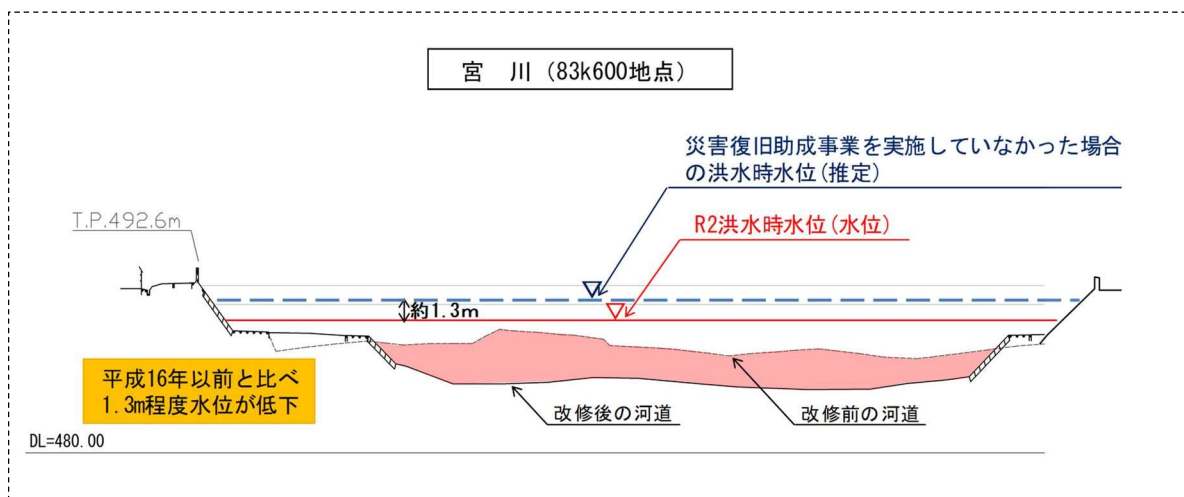 宮　川（83k600地点）
災害復旧助成事業を実施していなかった場合
の洪水時水位（推定）
T.P.492.6m
R2洪水時水位（水位）
約1.3m
平成16年以前と比べ
1.3m程度水位が低下
改修後の河道
改修前の河道
DL=480.00